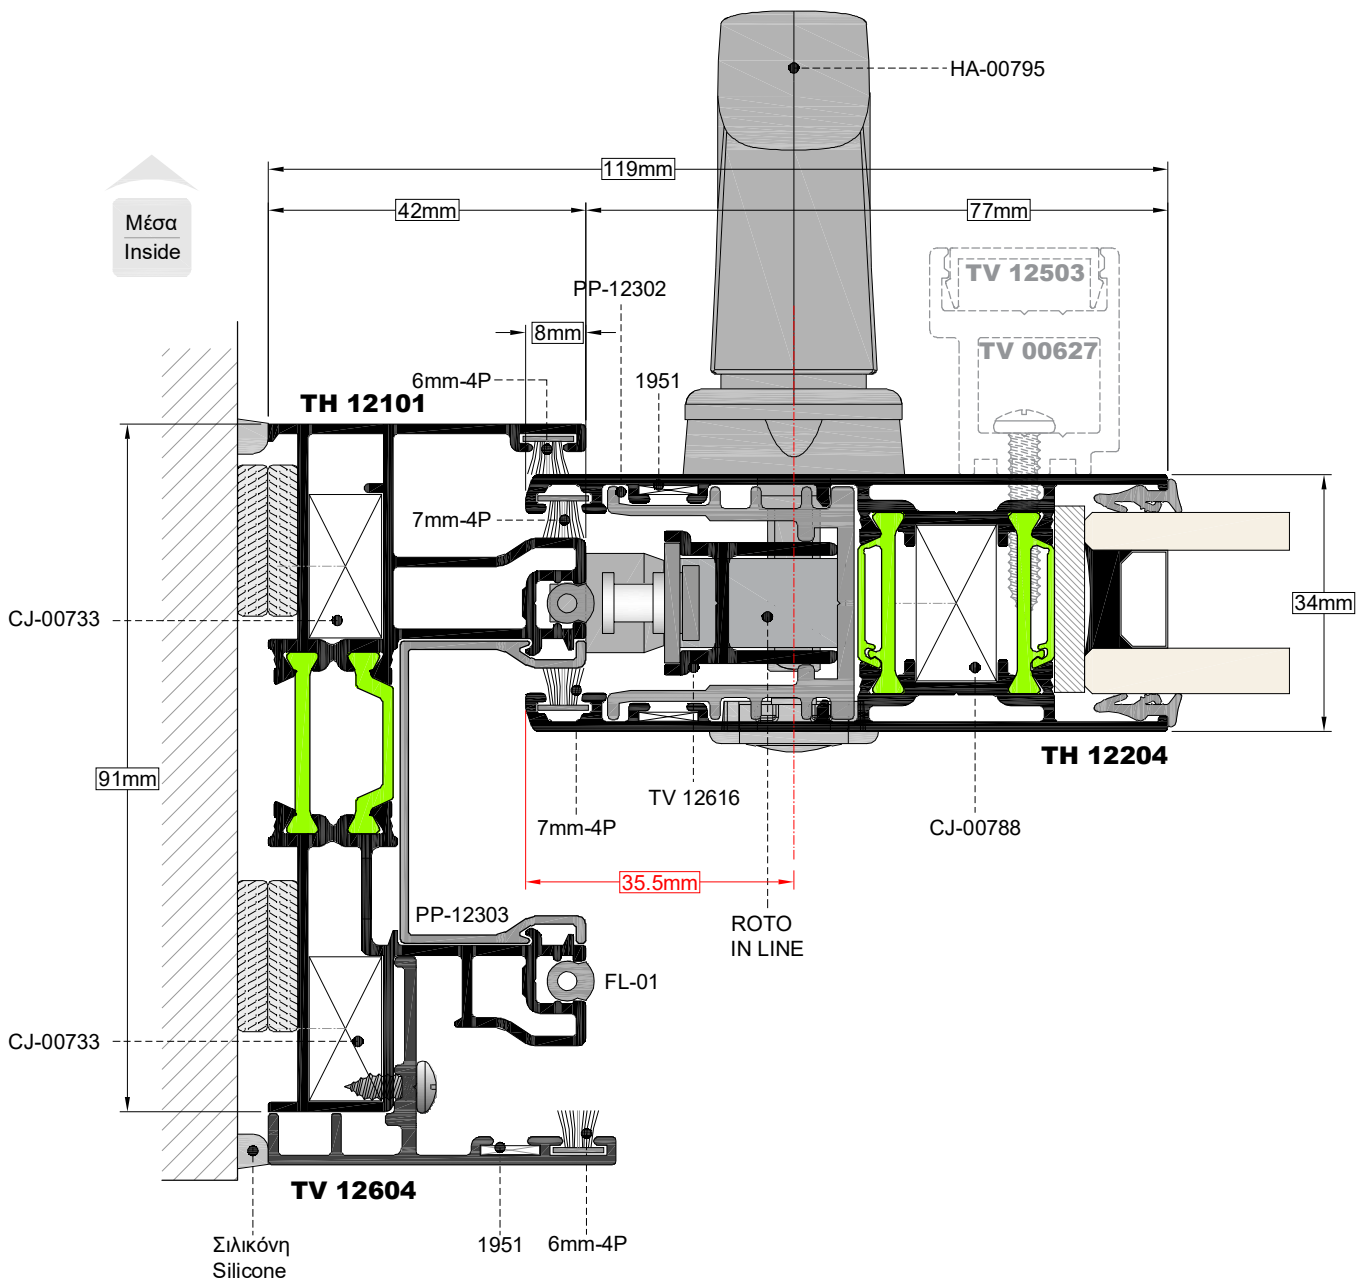 HA-00795
119mm
42mm
77mm
Μέσα
Inside
TV 12503
PP-12302
8mm
TV 00627
6mm-4P
1951
TH 12101
7mm-4P
CJ-00733
34mm
TH 12204
91mm
TV 12616
7mm-4P
CJ-00788
35.5mm
PP-12303
ROTO
IN LINE
FL-01
CJ-00733
TV 12604
Σιλικόνη
Silicone
1951
6mm-4P